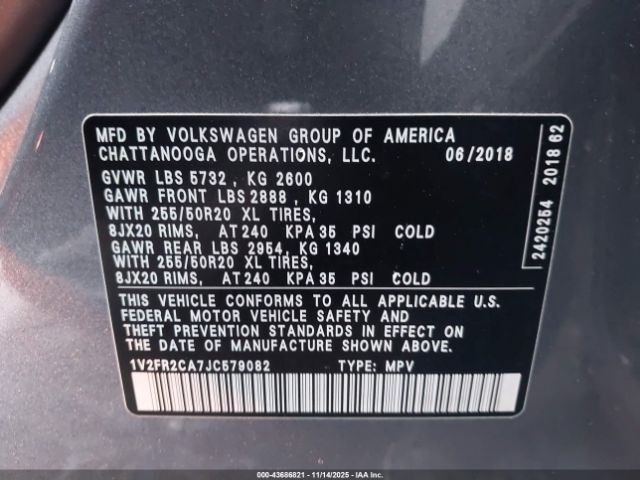 MFD BY VOLKSWAGEN GROUP OF AMERICA
CHATTANOOGA OPERATIONS, LLC. 06/2018
GVWR LBS 5732 , KG 2600
GAWR FRONT LBS 2888 , KG 1310
WITH 255/50R20 XL TIRES,
8JX20 RIMS, AT 240 KPA 35 PSI COLD
GAWR REAR LBS 2954, KG 1340
WITH 255/50R20 XL TIRES,
8JX20 RIMS, AT 240 KPA 35 PSI COLD
THIS VEHICLE CONFORMS TO ALL APPLICABLE U.S.
FEDERAL MOTOR VEHICLE SAFETY AND
THEFT PREVENTION STANDARDS IN EFFECT
ON THE DATE OF MANUFACTURE SHOWN ABOVE.
1V2FR2CA7JC579082 TYPE: MPV
2420254 2018 62
000-43686821 - 11/14/2025 - IAAI Inc.